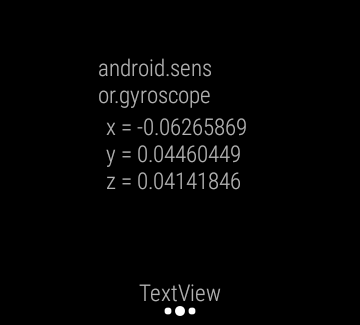 android.sens
or.gyroscope
x = -0.06265869
y = 0.04460449
z = 0.04141846
TextView